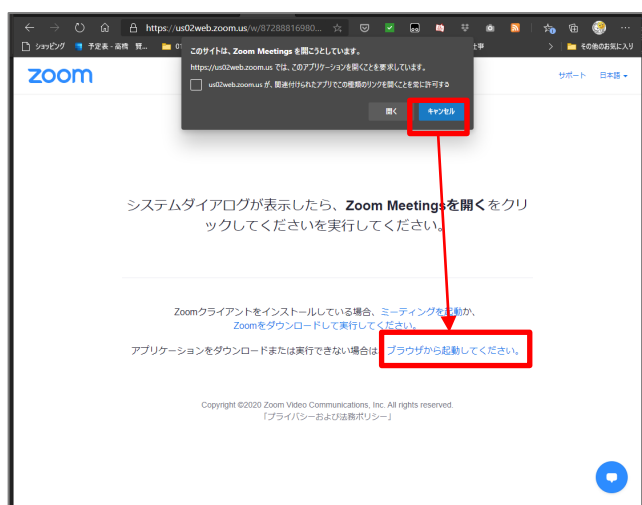 https://us02web.zoom.us/w/87288816980...
ショッピング
予定表 - 高橋 賢...
01
仕事
その他のお気に入り
このサイトは、Zoom Meetings を開こうとしています。
https://us02web.zoom.us では、このアプリケーションを開くことを要求しています。
us02web.zoom.us が、関連付けられたアプリでこの種類のリンクを開くことを常に許可する
開く
キャンセル
zoom
サポート 日本語
システムダイアログが表示したら、Zoom Meetingsを開くをクリ
ックしてくださいを実行してください。
Zoomクライアントをインストールしている場合、ミーティングを起動か、
Zoomをダウンロードして実行してください。
アプリケーションをダウンロードまたは実行できない場合は、ブラウザから起動してください。
Copyright ©2020 Zoom Video Communications, Inc. All rights reserved.
「プライバシーおよび法務ポリシー」